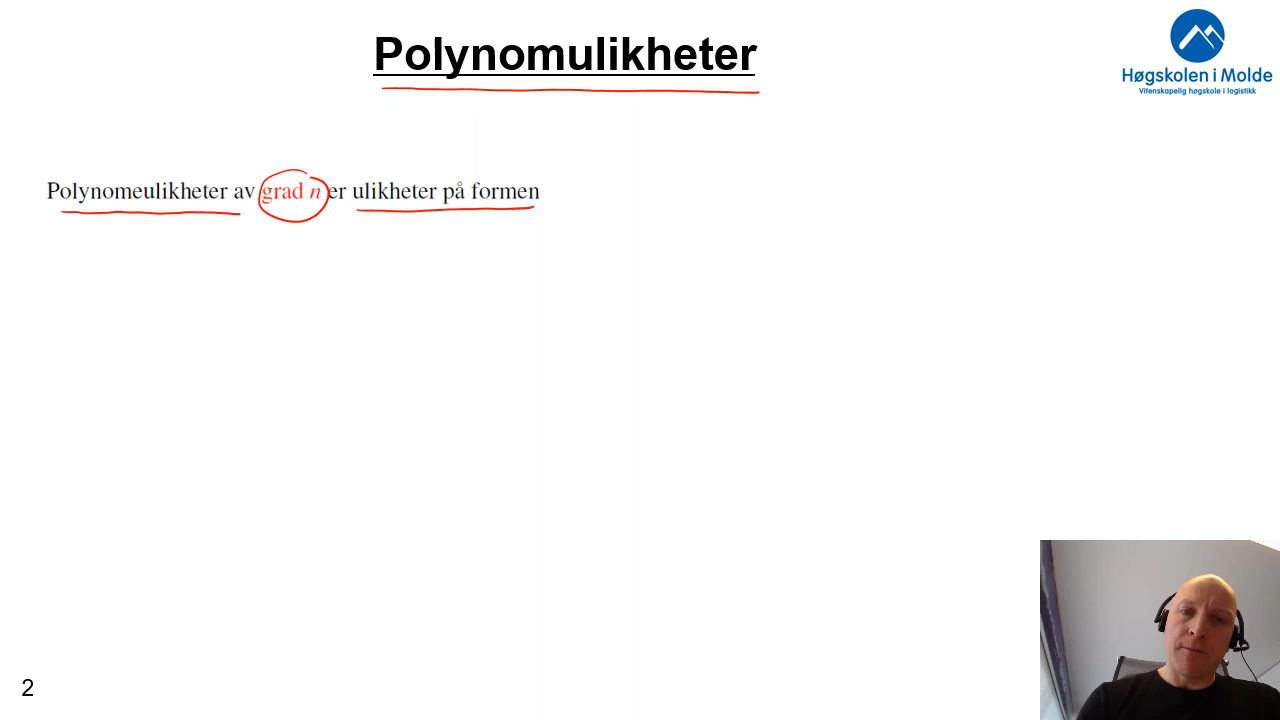 Polynomulikheter
Høgskolen i Molde
Vitenskapelig høgskole i logistikk
Polynomeulikheter av grad n er ulikheter på formen
2